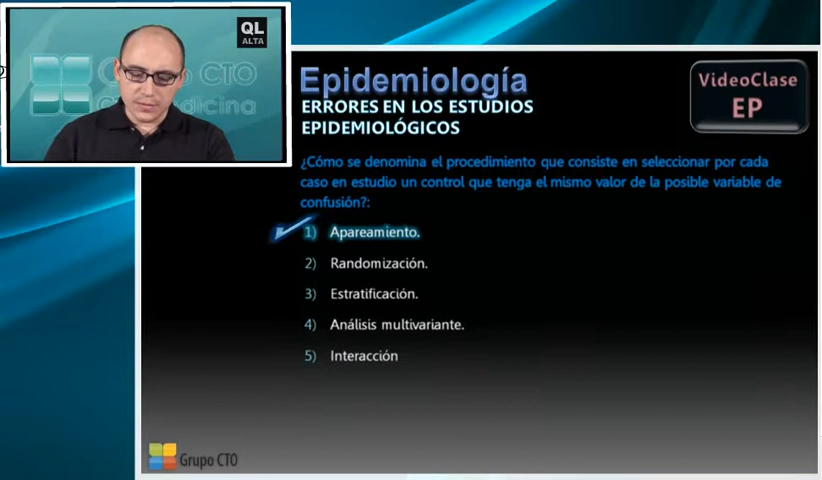 QL
ALTA
CTO
dicina
Epidemiología
ERRORES EN LOS ESTUDIOS
EPIDEMIOLÓGICOS
VideoClase
EP
¿Cómo se denomina el procedimiento que consiste en seleccionar por cada
caso en estudio un control que tenga el mismo valor de la posible variable de
confusión?:
1) Apareamiento.
2) Randomización.
3) Estratificación.
4) Análisis multivariante.
5) Interacción
Grupo CTO